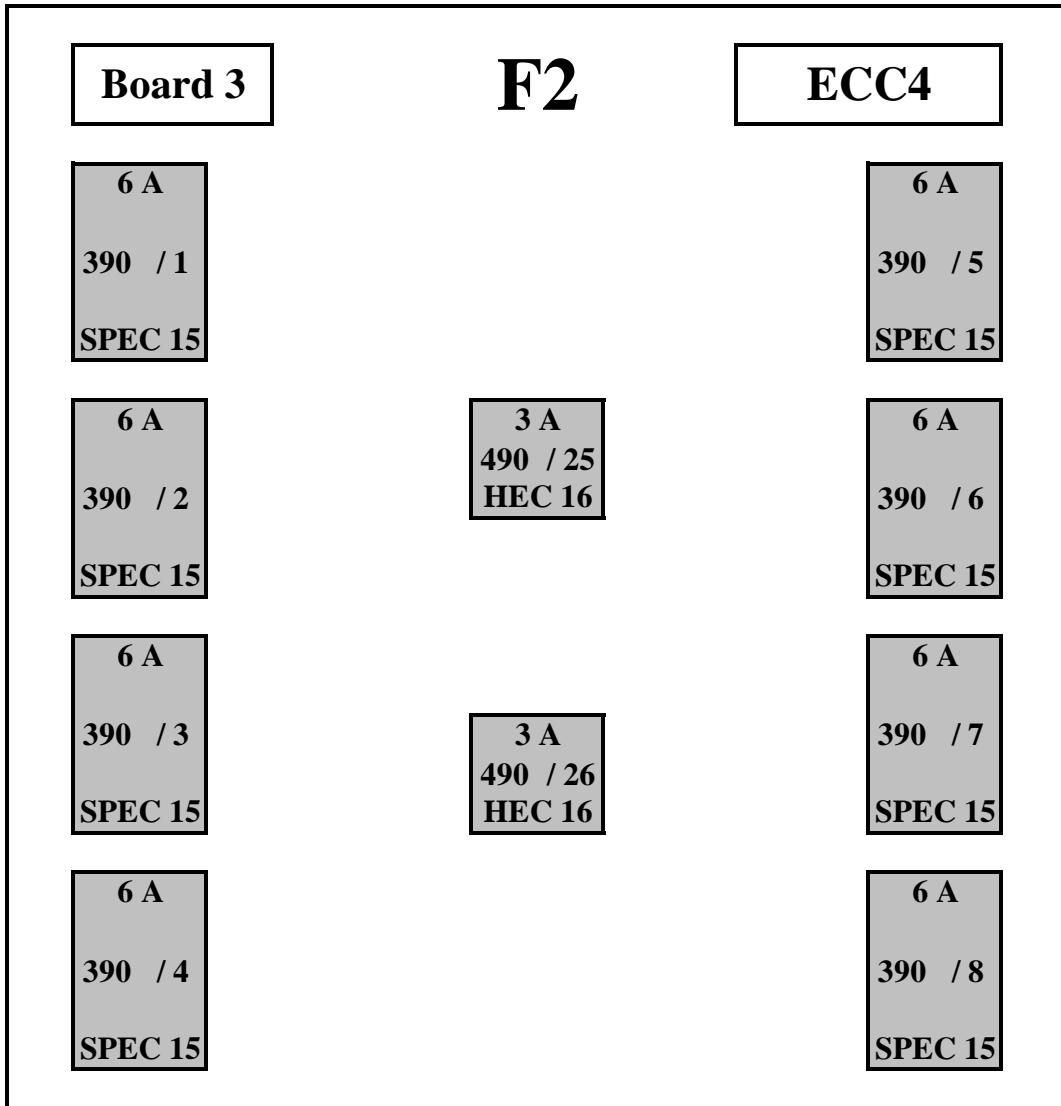 Board 3
F2
ECC4
6 A
390 / 1
SPEC 15
6 A
390 / 5
SPEC 15
6 A
390 / 2
SPEC 15
3 A
490 / 25
HEC 16
6 A
390 / 6
SPEC 15
6 A
390 / 3
SPEC 15
3 A
490 / 26
HEC 16
6 A
390 / 7
SPEC 15
6 A
390 / 4
SPEC 15
6 A
390 / 8
SPEC 15